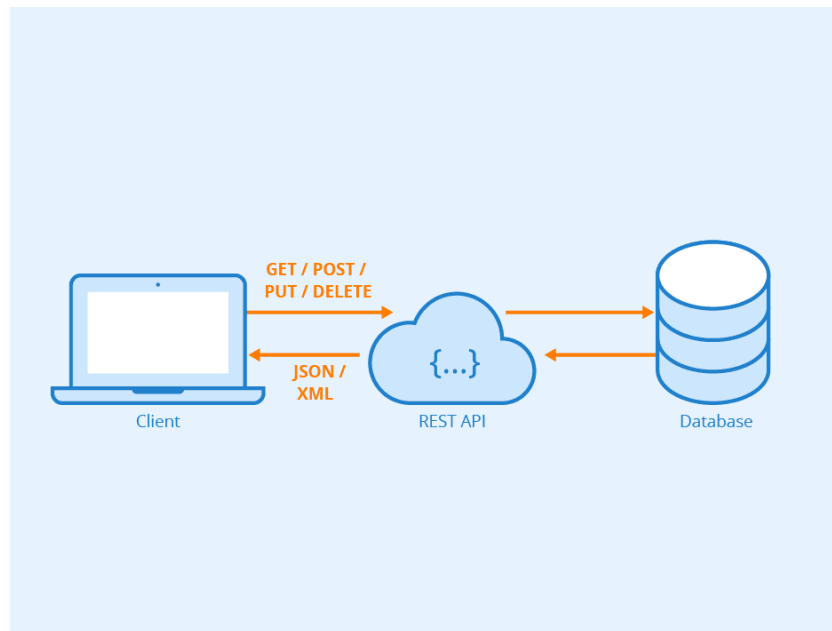 GET / POST /
PUT / DELETE
{...}
JSON /
XML
Client
REST API
Database